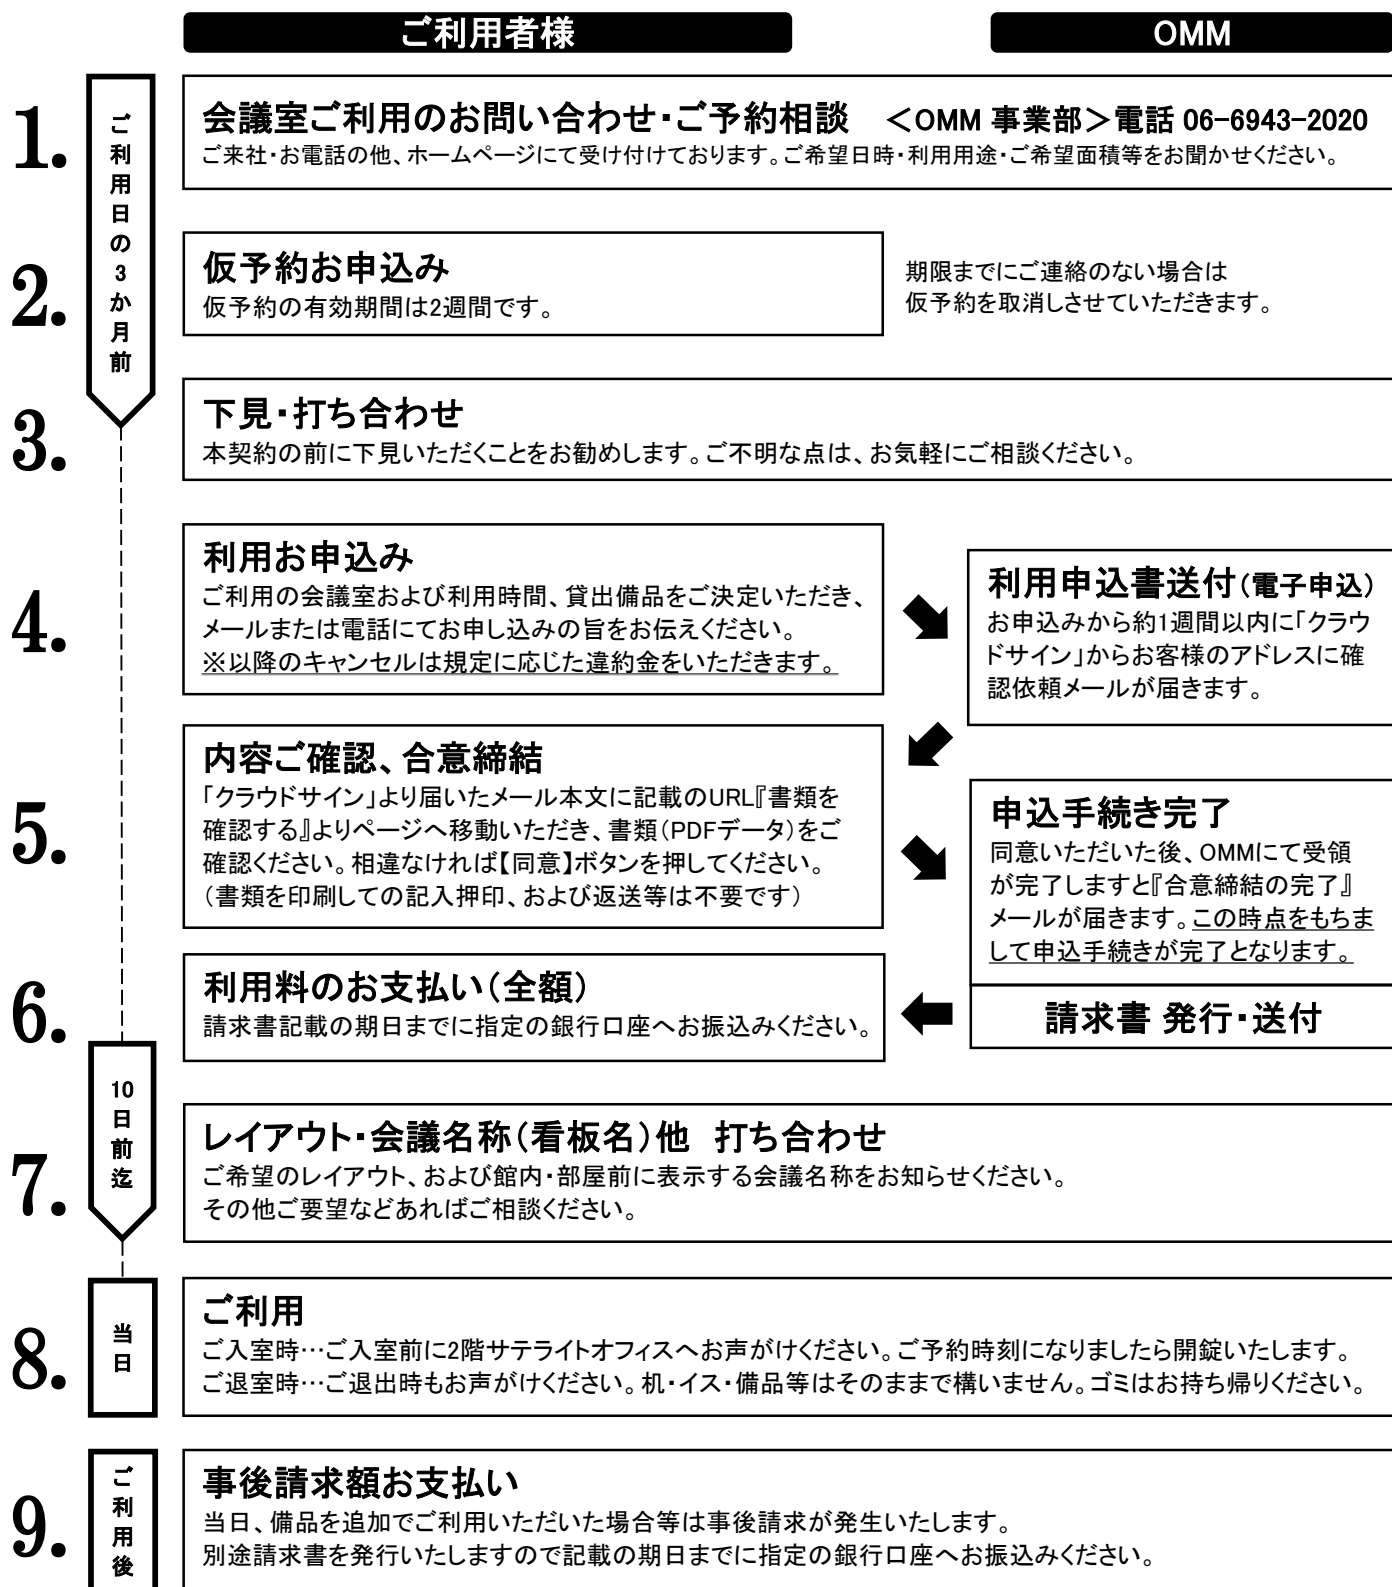 ご利用者様
OMM
1.
ご利用日の3か月前
会議室ご利用のお問い合わせ・ご予約相談 ＜OMM 事業部＞電話 06-6943-2020
ご来社・お電話の他、ホームページにて受け付けております。ご希望日時・利用用途・ご希望面積等をお聞かせください。
2.
仮予約お申込み
仮予約の有効期間は2週間です。
期限までにご連絡のない場合は
仮予約を取消しさせていただきます。
3.
下見・打ち合わせ
本契約の前に下見いただくことをお勧めします。ご不明な点は、お気軽にご相談ください。
4.
利用お申込み
ご利用の会議室および利用時間、貸出備品をご決定いただき、
メールまたは電話にてお申し込みの旨をお伝えください。
※以降のキャンセルは規定に応じた違約金をいただきます。
利用申込書送付（電子申込）
お申込みから約1週間以内に「クラウ
ドサイン」からお客様のアドレスに確
認依頼メールが届きます。
5.
内容ご確認、合意締結
「クラウドサイン」より届いたメール本文に記載のURL『書類を
確認する』よりページへ移動いただき、書類（PDFデータ）をご
確認ください。相違なければ【同意】ボタンを押してください。
（書類を印刷しての記入押印、および返送等は不要です）
申込手続き完了
同意いただいた後、OMMにて受領
が完了しますと『合意締結の完了』
メールが届きます。この時点をもちま
して申込手続きが完了となります。
6.
利用料のお支払い（全額）
請求書記載の期日までに指定の銀行口座へお振込みください。
請求書 発行・送付
10日前迄
7.
レイアウト・会議名称（看板名）他 打ち合わせ
ご希望のレイアウト、および館内・部屋前に表示する会議名称をお知らせください。
その他ご要望などあればご相談ください。
8.
当日
ご利用
ご入室時…ご入室前に2階サテライトオフィスへお声がけください。ご予約時刻になりましたら開錠いたします。
ご退室時…ご退出時もお声がけください。机・イス・備品等はそのままで構いません。ゴミはお持ち帰りください。
9.
ご利用後
事後請求額お支払い
当日、備品を追加でご利用いただいた場合等は事後請求が発生いたします。
別途請求書を発行いたしますので記載の期日までに指定の銀行口座へお振込みください。